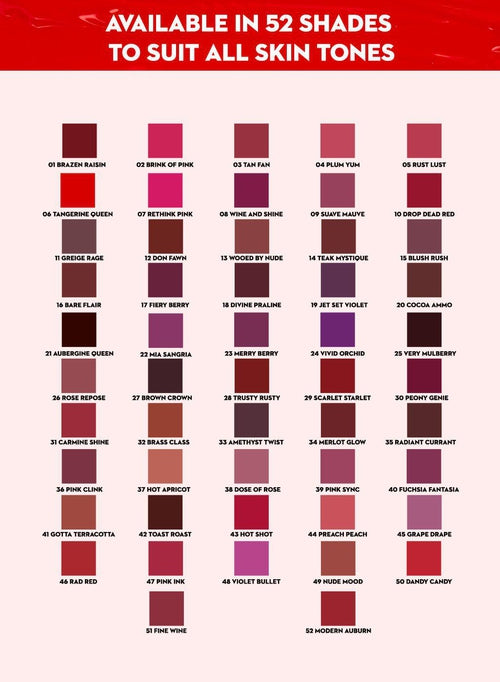 AVAILABLE IN 52 SHADES
TO SUIT ALL SKIN TONES
01 BRAZEN RAISIN
02 BRINK OF PINK
03 TAN FAN
04 PLUM YUM
05 RUST LUST
06 TANGERINE QUEEN
07 RETHINK PINK
08 WINE AND SHINE
09 SUAVE MAUVE
10 DROP DEAD RED
11 GREIGE RAGE
12 DON FAWN
13 WOOED BY NUDE
14 TEAK MYSTIQUE
15 BLUSH RUSH
16 BARE FLAIR
17 FIERY BERRY
18 DIVINE PRALINE
19 JET SET VIOLET
20 COCOA AMMO
21 AUBERGINE QUEEN
22 MIA SANGRIA
23 MERRY BERRY
24 VIVID ORCHID
25 VERY MULBERRY
26 ROSE REPOSE
27 BROWN CROWN
28 TRUSTY RUSTY
29 SCARLET STARLET
30 PEONY GENIE
31 CARMINE SHINE
32 BRASS CLASS
33 AMETHYST TWIST
34 MERLOT GLOW
35 RADIANT CURRANT
36 PINK CLINK
37 HOT APRICOT
38 DOSE OF ROSE
39 PINK SYNC
40 FUCHSIA FANTASIA
41 GOTTA TERRACOTTA
42 TOAST ROAST
43 HOT SHOT
44 PREACH PEACH
45 GRAPE DRAPE
46 RAD RED
47 PINK INK
48 VIOLET BULLET
49 NUDE MOOD
50 DANDY CANDY
51 FINE WINE
52 MODERN AUBURN